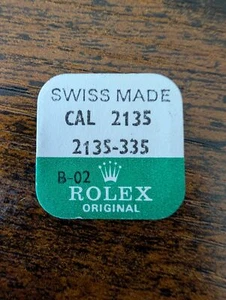 SWISS MADE
CAL 2135
2135-335
B-02
ROLEX
ORIGINAL